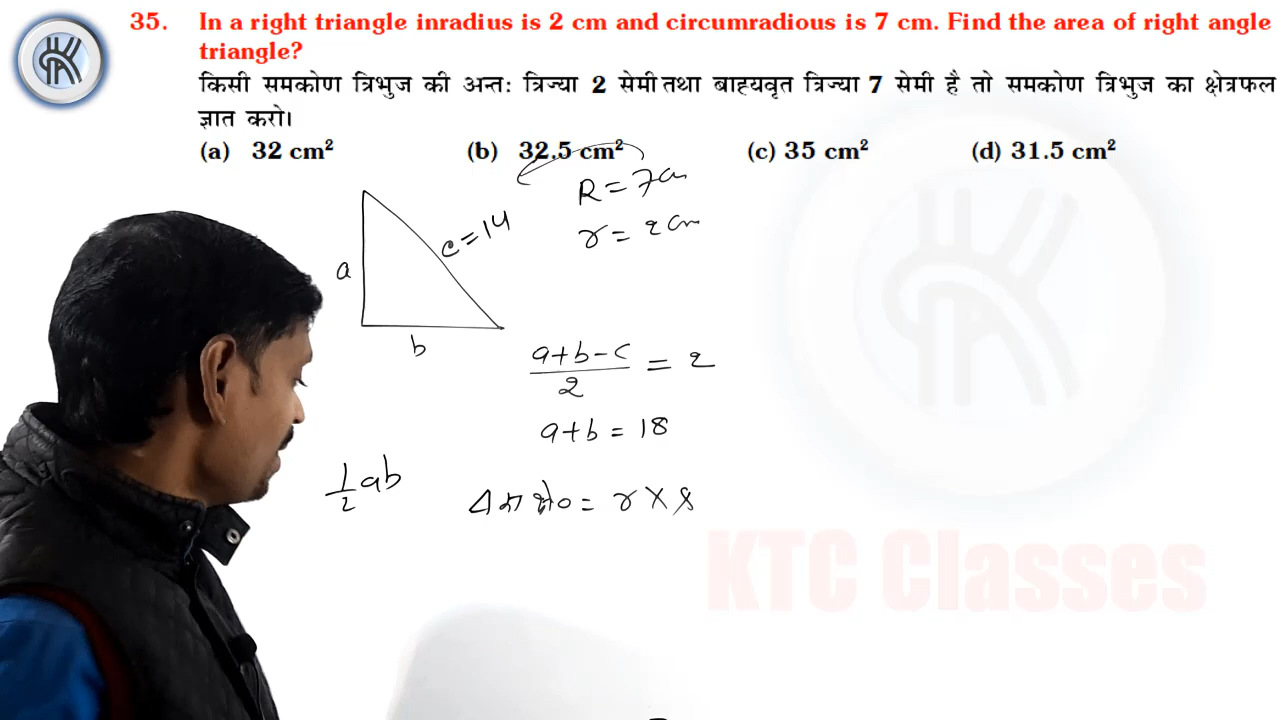 35. In a right triangle inradius is 2 cm and circumradious is 7 cm. Find the area of right angle
triangle?
किसी समकोण त्रिभुज की अन्तः त्रिज्या 2 सेमी तथा बाह्यवृत त्रिज्या 7 सेमी है तो समकोण त्रिभुज का क्षेत्रफल
ज्ञात करो।
(a) 32 cm² (b) 32.5 cm² (c) 35 cm² (d) 31.5 cm²
R = 7cm
r = 2 cm
c = 14
a
b
a+b-c/2 = 2
a+b = 18
1/2 ab
Δ का क्षे० = r × s
KTC Classes